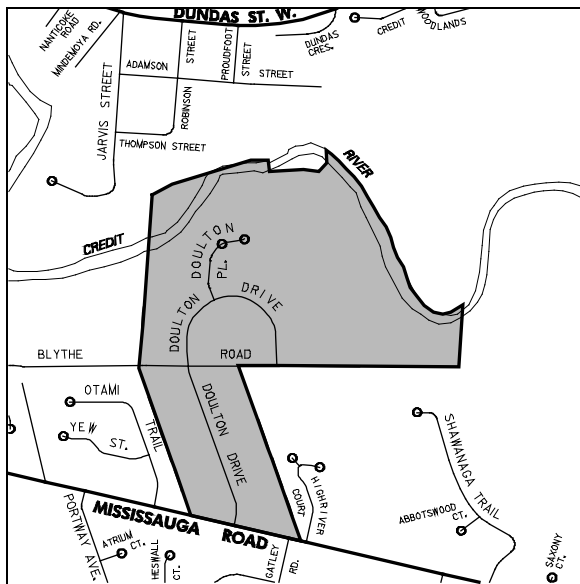 DUNDAS ST. W.
NANTICOKE
ROAD
MINDEMOYA RD.
CREDIT
WOODLANDS
DUNDAS
CRES.
ADAMSON
STREET
STREET
PROUDFOOT
STREET
ROBINSON
JARVIS STREET
THOMPSON STREET
RIVER
CREDIT
DOULTON
PL.
DOULTON
DRIVE
BLYTHE
ROAD
OTAMI
TRAIL
YEW
ST.
DOULTON DRIVE
SHAWANAGA TRAIL
HIGHRIVER
COURT
ABBOTSWOOD
CT.
MISSISSAUGA ROAD
PORTWAY AVE.
ATRIUM
CT.
HESWALL
CT.
GATLEY
RD.
SAXONY
CT.